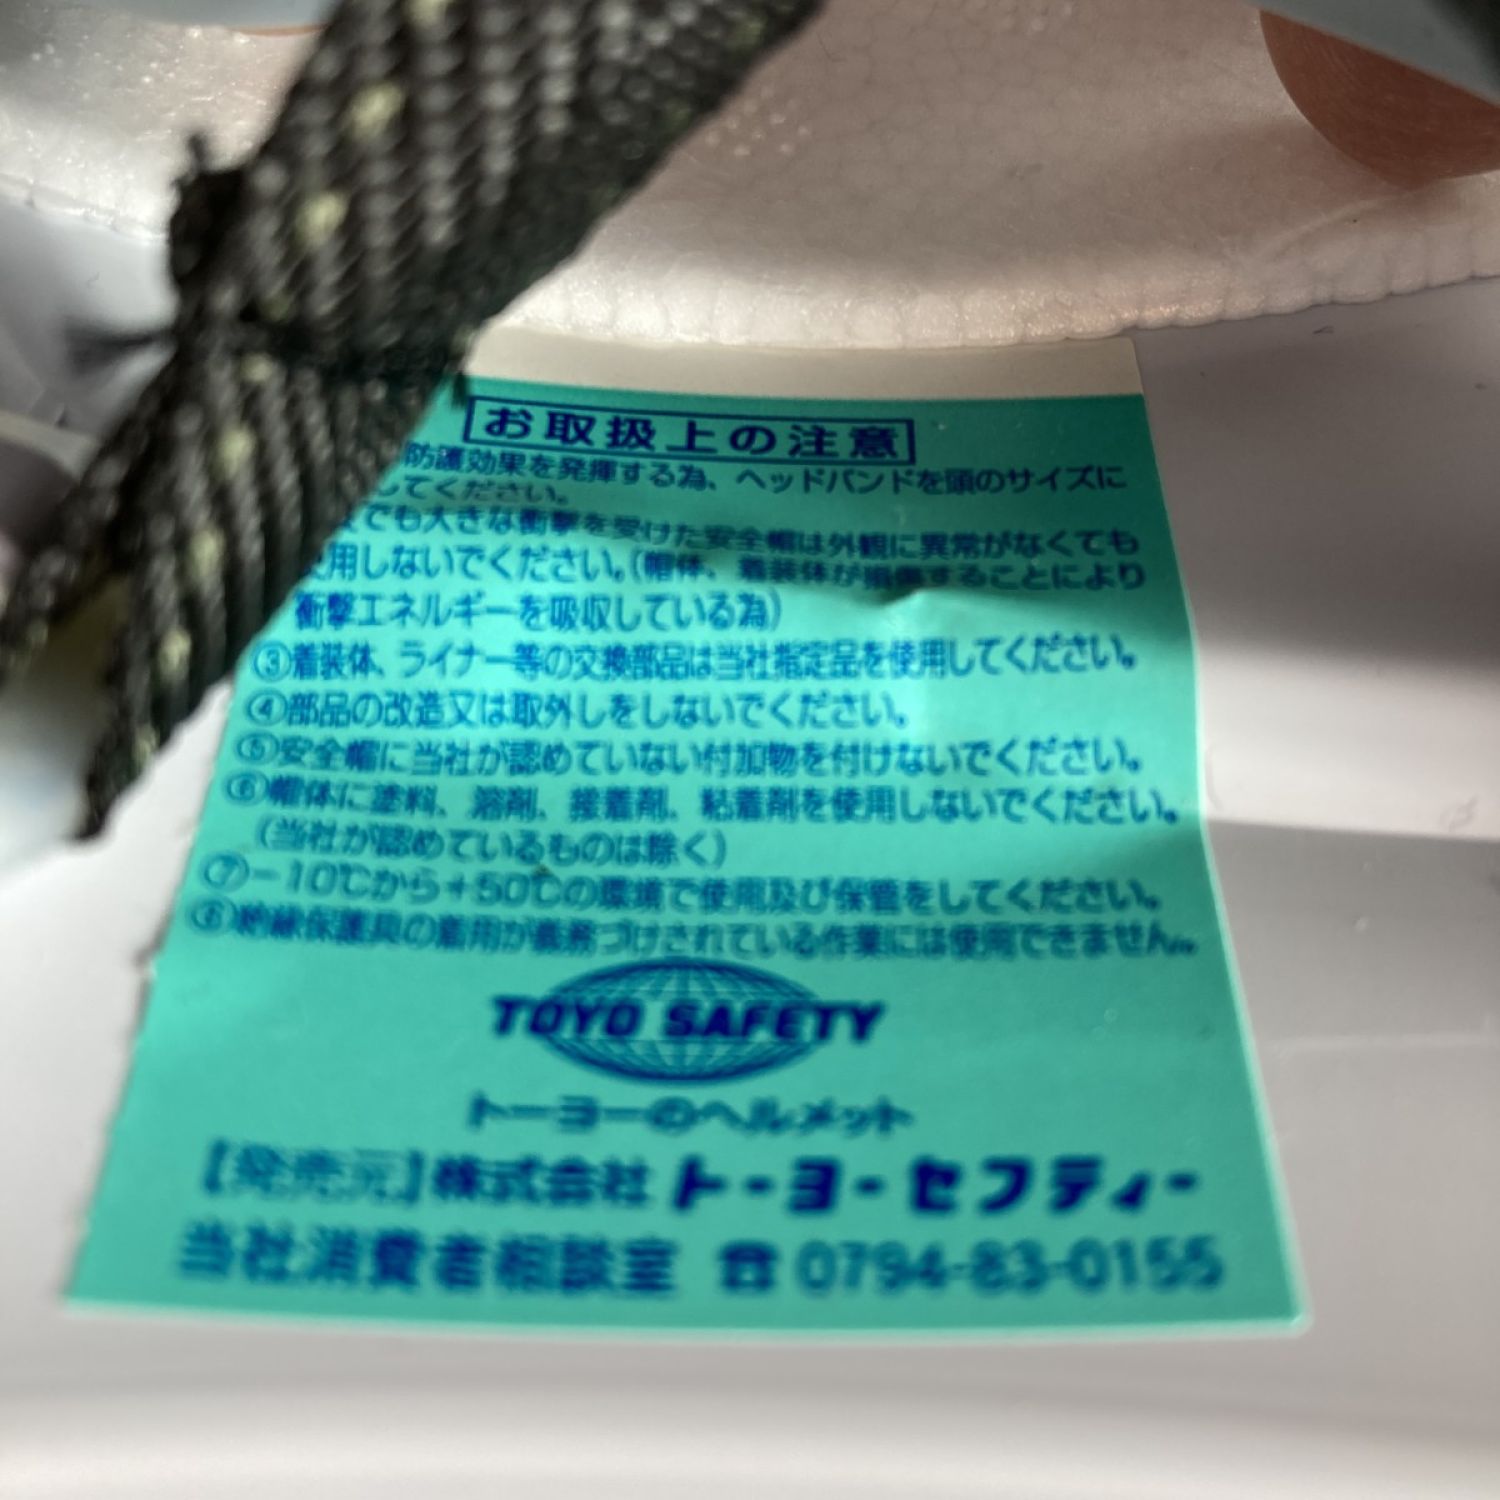 お取扱上の注意
防護効果を発揮する為、ヘッドバンドを頭のサイズに
してください。
でも大きな衝撃を受けた安全帽は外観に異常がなくても
用しないでください。(帽体、着装体が損傷することにより
衝撃エネルギーを吸収している為)
③着装体、ライナー等の交換部品は当社指定品を使用してください。
④部品の改造又は取外しをしないでください。
⑤安全帽に当社が認めていない付加物を付けないでください。
⑥帽体に塗料、溶剤、接着剤、粘着剤を使用しないでください。
(当社が認めているものは除く)
⑦-10℃から+50℃の環境で使用及び保管をしてください。
⑧絶縁保護具の着用が義務づけされている作業には使用できません。
TOYO SAFETY
トーヨーのヘルメット
【発売元】株式会社 トーヨーセフティー
当社消費者相談室 ☎0794-83-0155